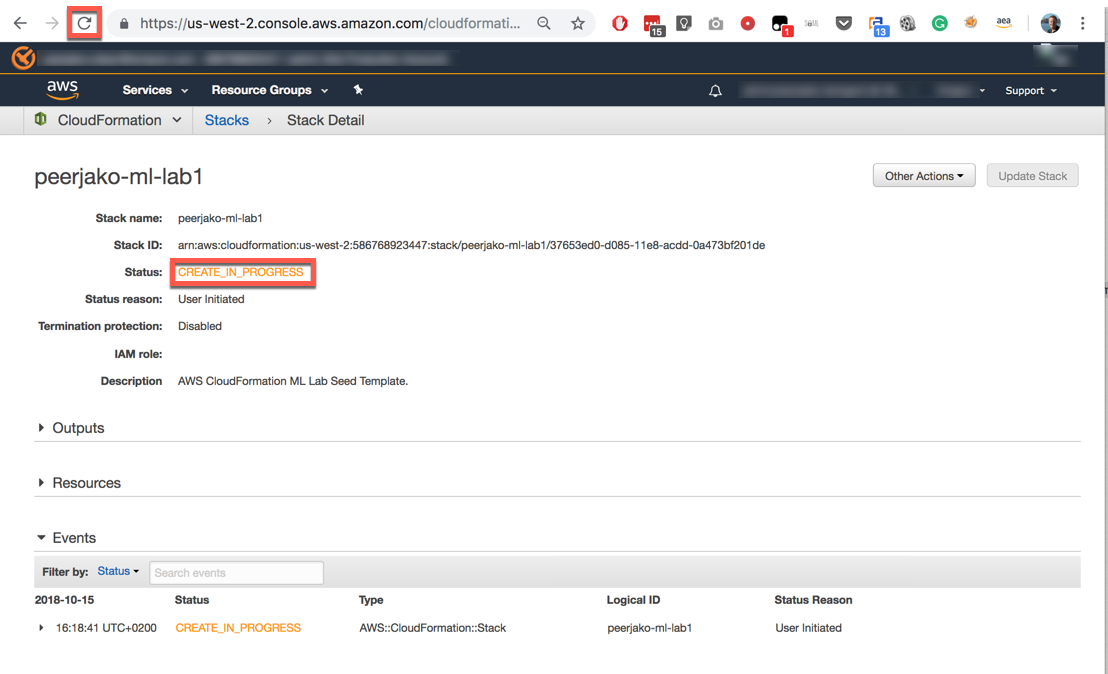 https://us-west-2.console.aws.amazon.com/cloudformati...
15
1
13
aea
aws Services Resource Groups Support
CloudFormation Stacks > Stack Detail
peerjako-ml-lab1
Other Actions Update Stack
Stack name: peerjako-ml-lab1
Stack ID: arn:aws:cloudformation:us-west-2:586768923447:stack/peerjako-ml-lab1/37653ed0-d085-11e8-acdd-0a473bf201de
Status: CREATE_IN_PROGRESS
Status reason: User Initiated
Termination protection: Disabled
IAM role:
Description AWS CloudFormation ML Lab Seed Template.
Outputs
Resources
Events
Filter by: Status Search events
2018-10-15 Status Type Logical ID Status Reason
16:18:41 UTC+0200 CREATE_IN_PROGRESS AWS::CloudFormation::Stack peerjako-ml-lab1 User Initiated